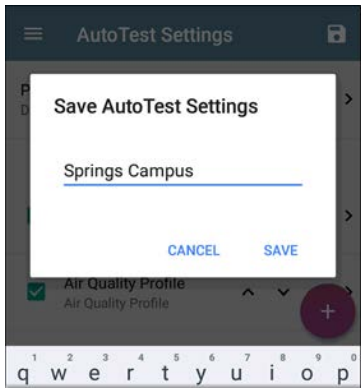 AutoTest Settings
P
D
Save AutoTest Settings
Springs Campus
CANCEL SAVE
Air Quality Profile
Air Quality Profile
+
1 2 3 4 5 6 7 8 9 0
q w e r t y u i o p